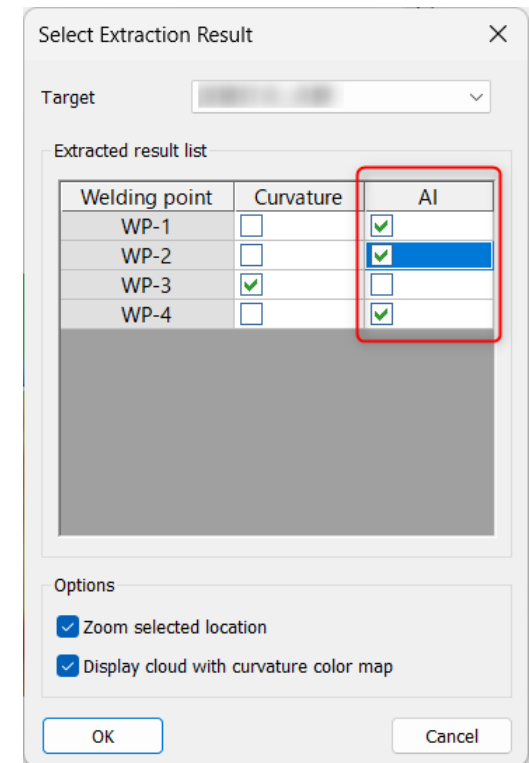 Select Extraction Result
Target
Extracted result list
Welding point Curvature AI
WP-1
WP-2
WP-3
WP-4
Options
Zoom selected location
Display cloud with curvature color map
OK Cancel